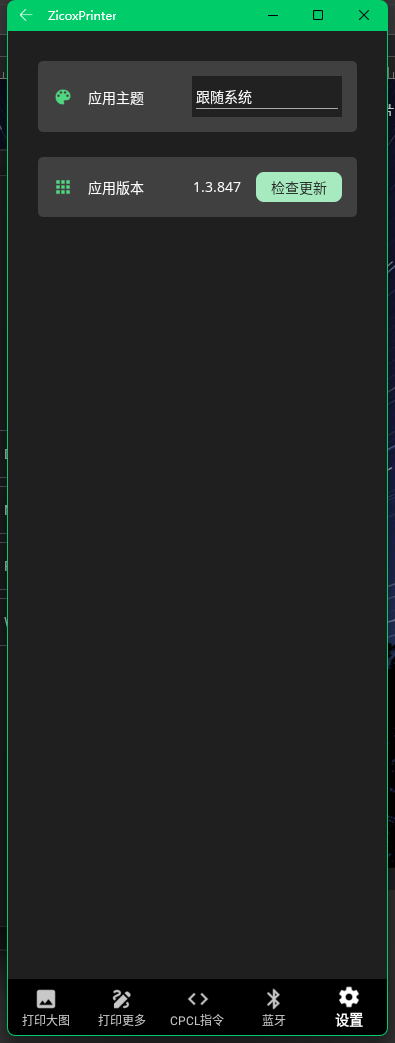 ZicoxPrinter
应用主题
跟随系统
应用版本
1.3.847
检查更新
打印大图
打印更多
CPCL指令
蓝牙
设置